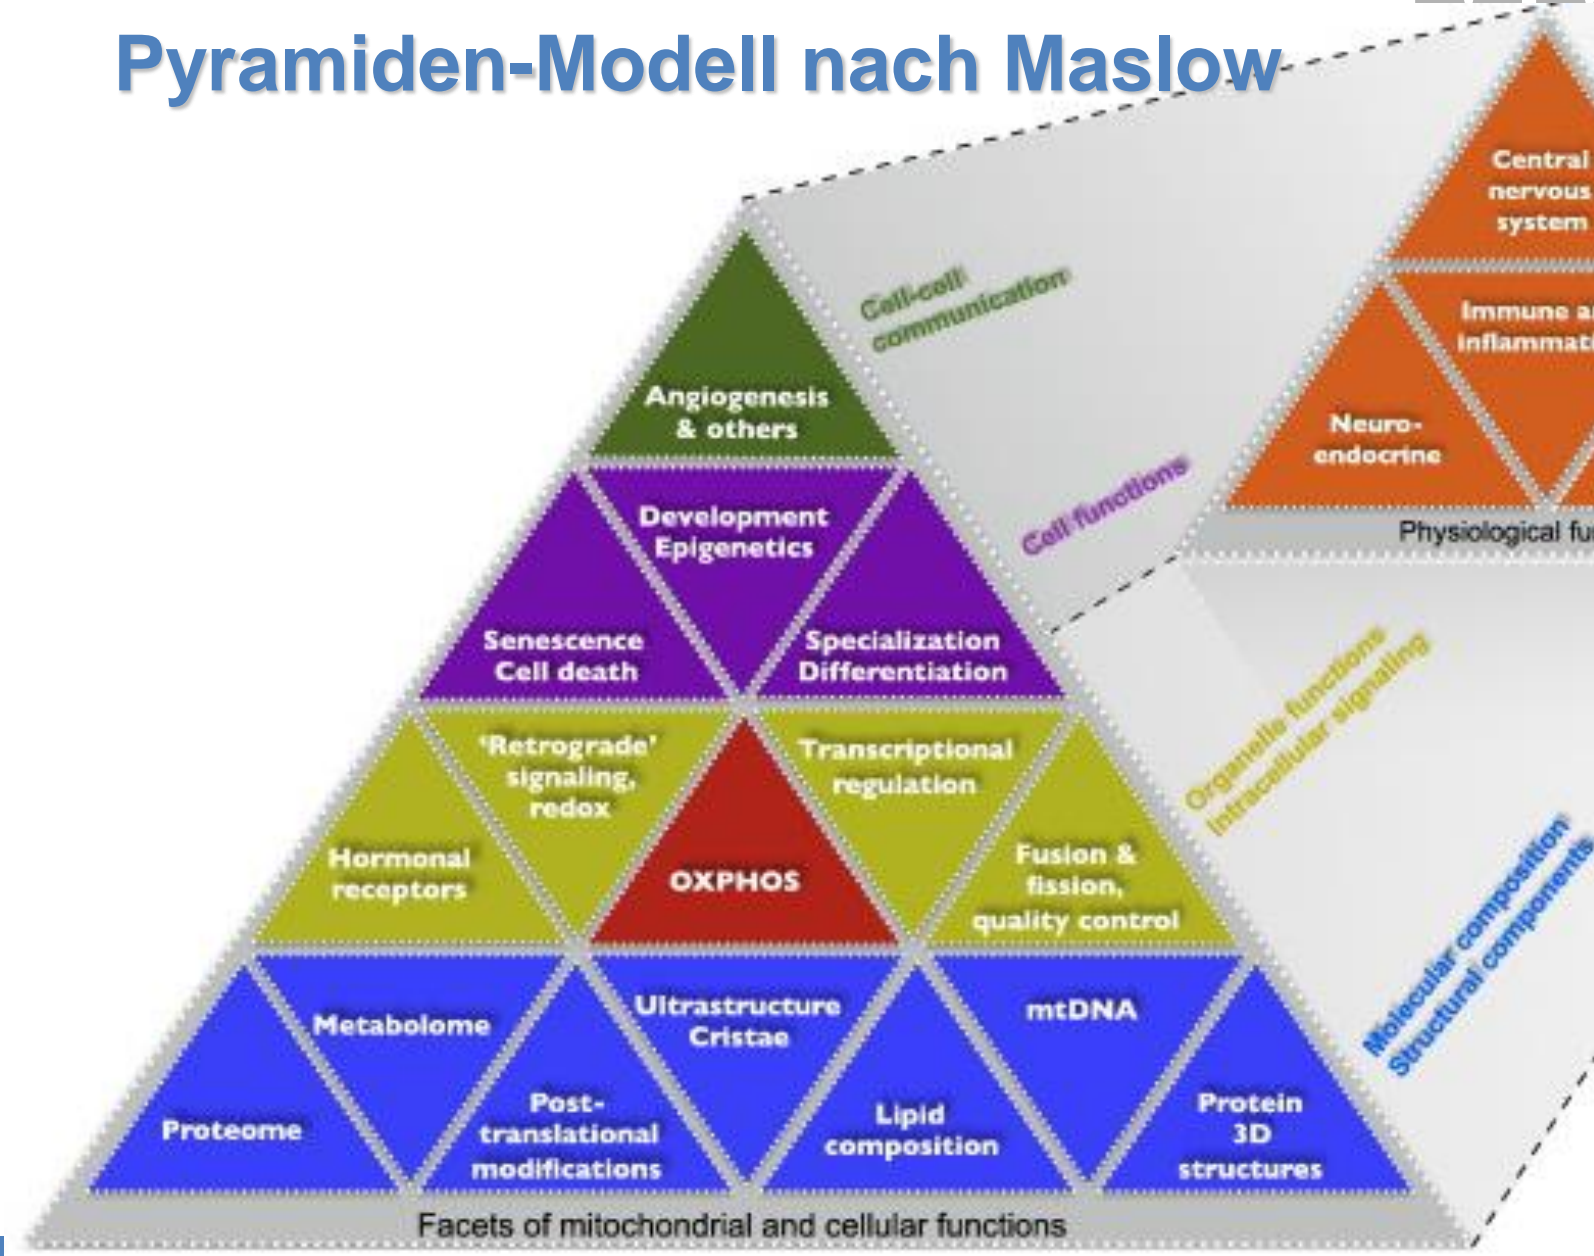 Pyramiden-Modell nach Maslow
Central
nervous
system
Immune
Neuro-
endocrine
Physiological
Cell-cell
communication
Cell functions
Organelle functions
Intracellular signaling
Molecular composition
Structural components
Angiogenesis
& others
Development
Epigenetics
Senescence
Cell death
Specialization
Differentiation
‘Retrograde’
signaling,
redox
Transcriptional
regulation
Hormonal
receptors
OXPHOS
Fusion &
fission,
quality control
Metabolome
Ultrastructure
Cristae
mtDNA
Proteome
Post-
translational
modifications
Lipid
composition
Protein
3D
structures
Facets of mitochondrial and cellular functions